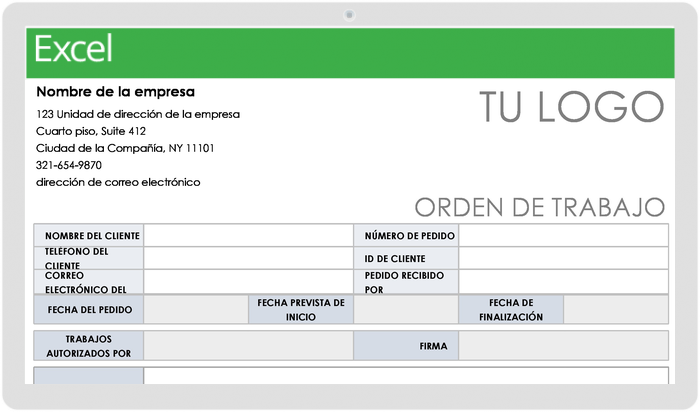 Excel
Nombre de la empresa
TU LOGO
123 Unidad de dirección de la empresa
Cuarto piso, Suite 412
Ciudad de la Compañía, NY 11101
321-654-9870
dirección de correo electrónico
ORDEN DE TRABAJO
NOMBRE DEL CLIENTE
NÚMERO DE PEDIDO
TELÉFONO DEL
CLIENTE
ID DE CLIENTE
CORREO
ELECTRÓNICO DEL
PEDIDO RECIBIDO
POR
FECHA DEL PEDIDO
FECHA PREVISTA DE
INICIO
FECHA DE
FINALIZACIÓN
TRABAJOS
AUTORIZADOS POR
FIRMA